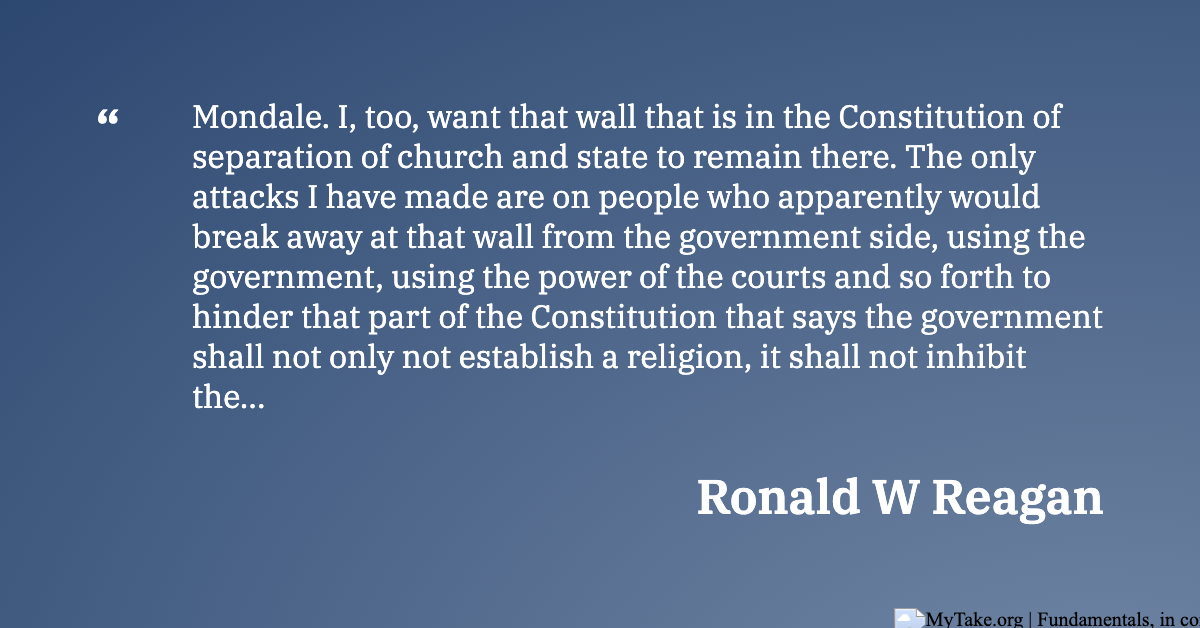 “
Mondale. I, too, want that wall that is in the Constitution of
separation of church and state to remain there. The only
attacks I have made are on people who apparently would
break away at that wall from the government side, using the
government, using the power of the courts and so forth to
hinder that part of the Constitution that says the government
shall not only not establish a religion, it shall not inhibit
the...
Ronald W Reagan
MyTake.org | Fundamentals, in co